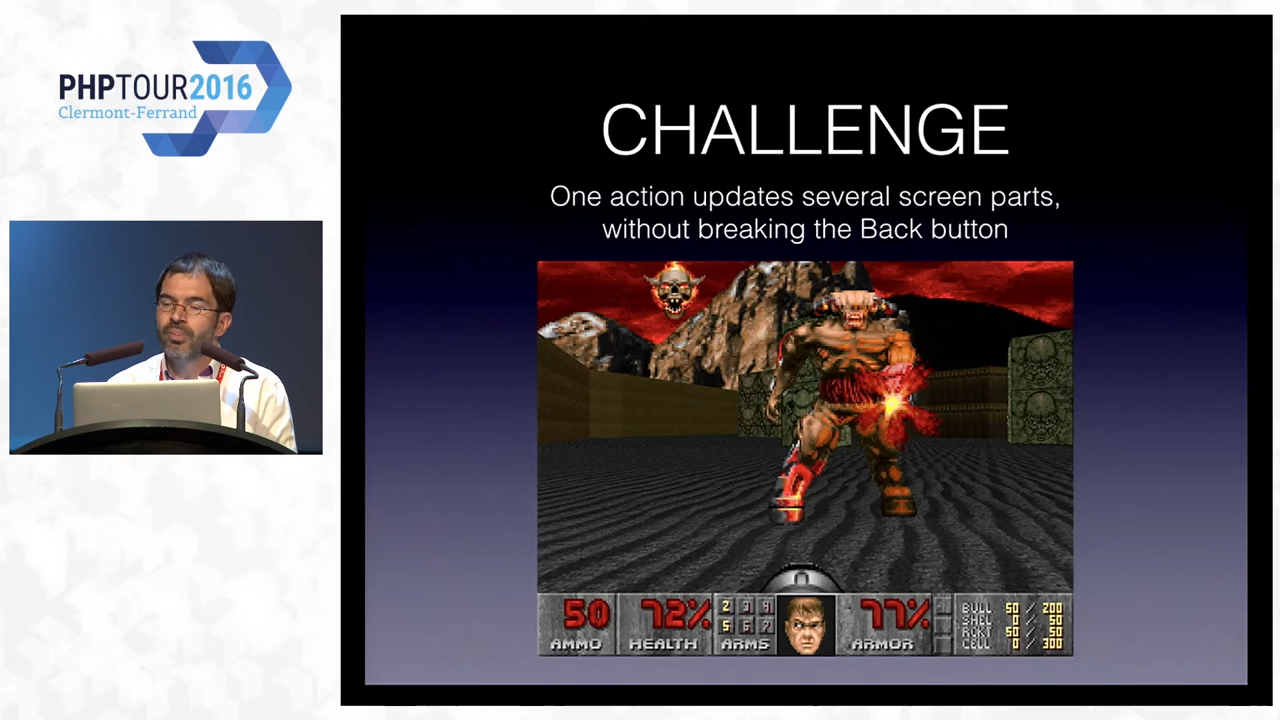 PHPTOUR2016
Clermont-Ferrand
CHALLENGE
One action updates several screen parts,
without breaking the Back button
50
AMMO
72%
HEALTH
2 3 4
5 6 7
ARMS
77%
ARMOR
BULL 50 / 200
SHEL 0 / 50
RCKT 50 / 50
CELL 0 / 300